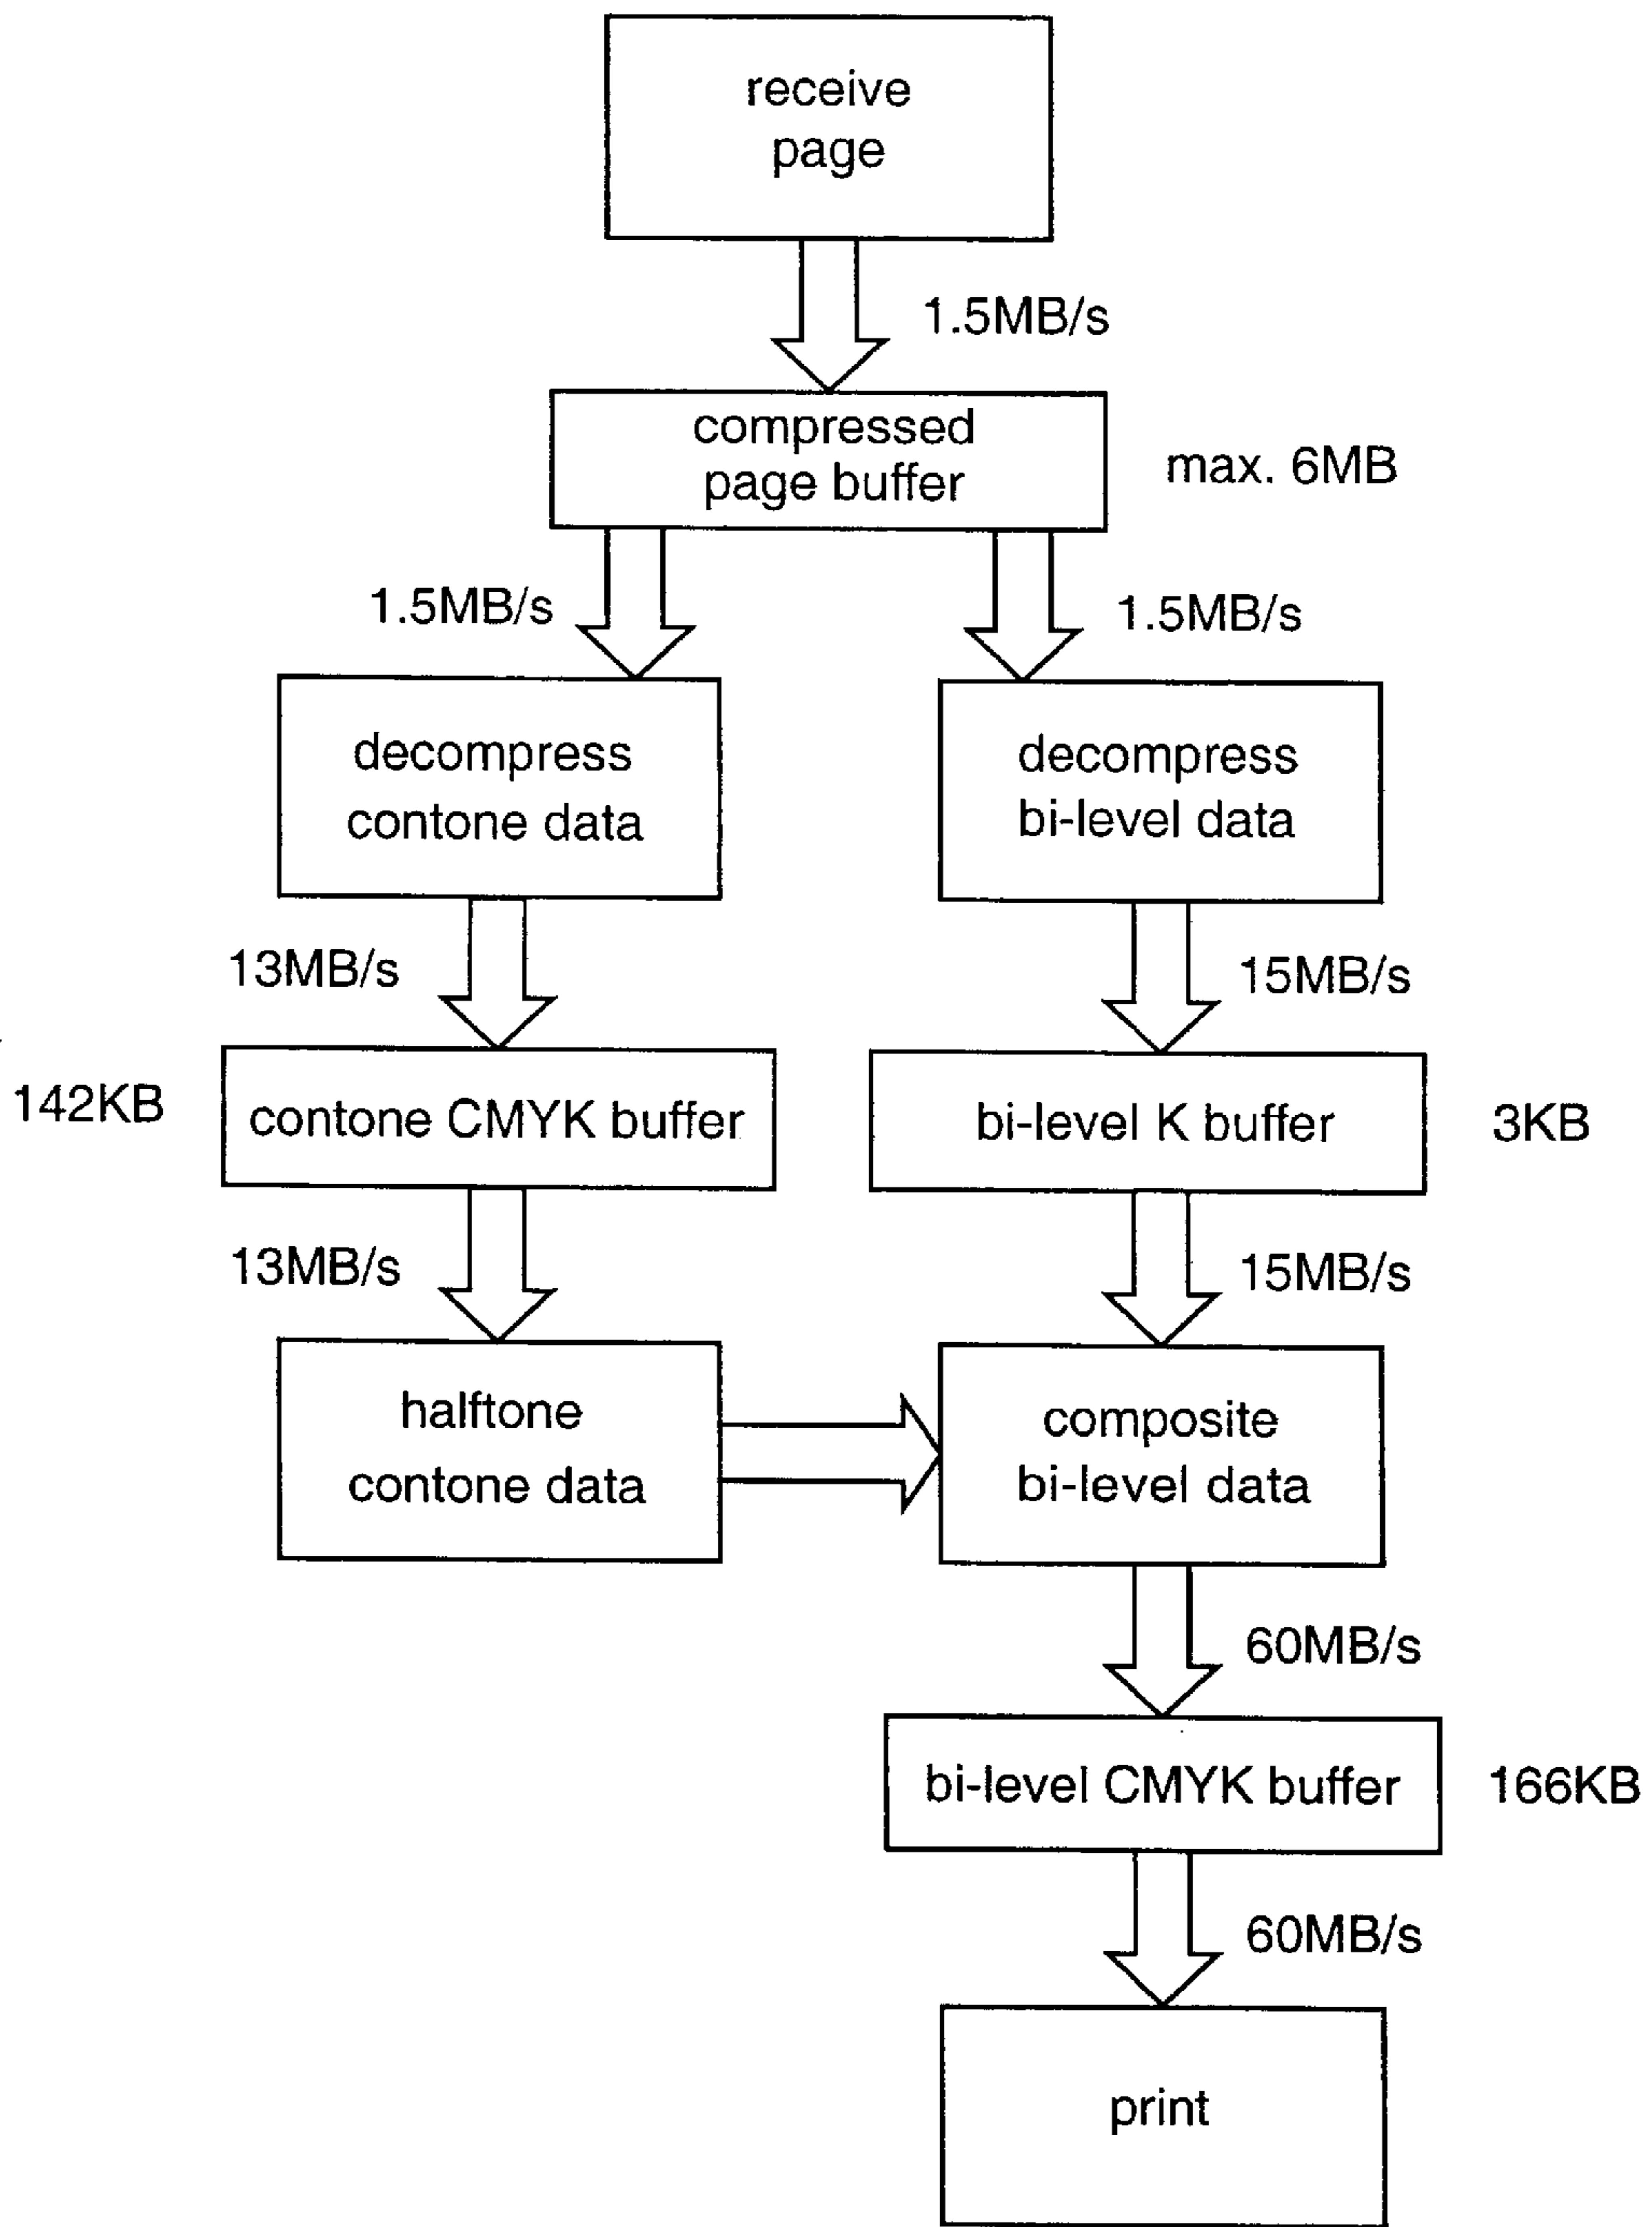 receive
page
1.5MB/s
compressed
page buffer
max. 6MB
1.5MB/s
1.5MB/s
decompress
contone data
decompress
bi-level data
13MB/s
15MB/s
142KB
contone CMYK buffer
bi-level K buffer
3KB
13MB/s
15MB/s
halftone
contone data
composite
bi-level data
60MB/s
bi-level CMYK buffer
166KB
60MB/s
print